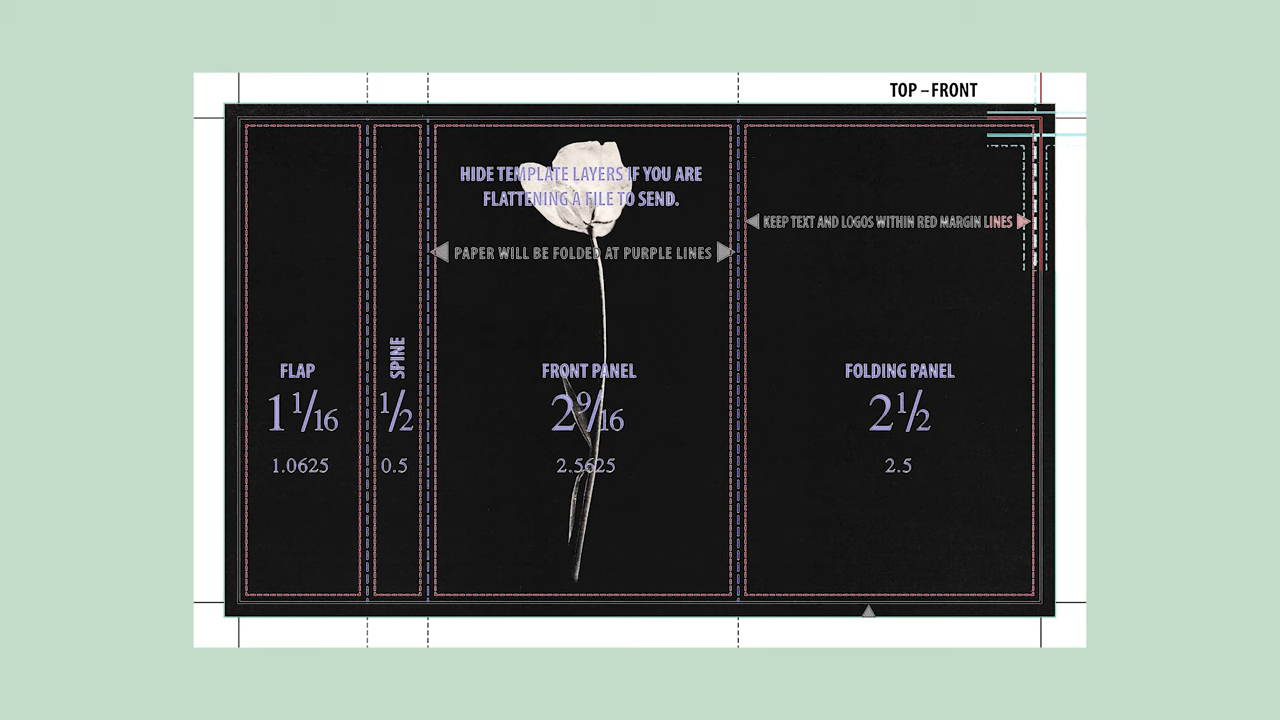 TOP – FRONT
HIDE TEMPLATE LAYERS IF YOU ARE
FLATTENING A FILE TO SEND.
KEEP TEXT AND LOGOS WITHIN RED MARGIN LINES
PAPER WILL BE FOLDED AT PURPLE LINES
FLAP
1 1/16
1.0625
SPINE
1/2
0.5
FRONT PANEL
2 9/16
2.5625
FOLDING PANEL
2 1/2
2.5